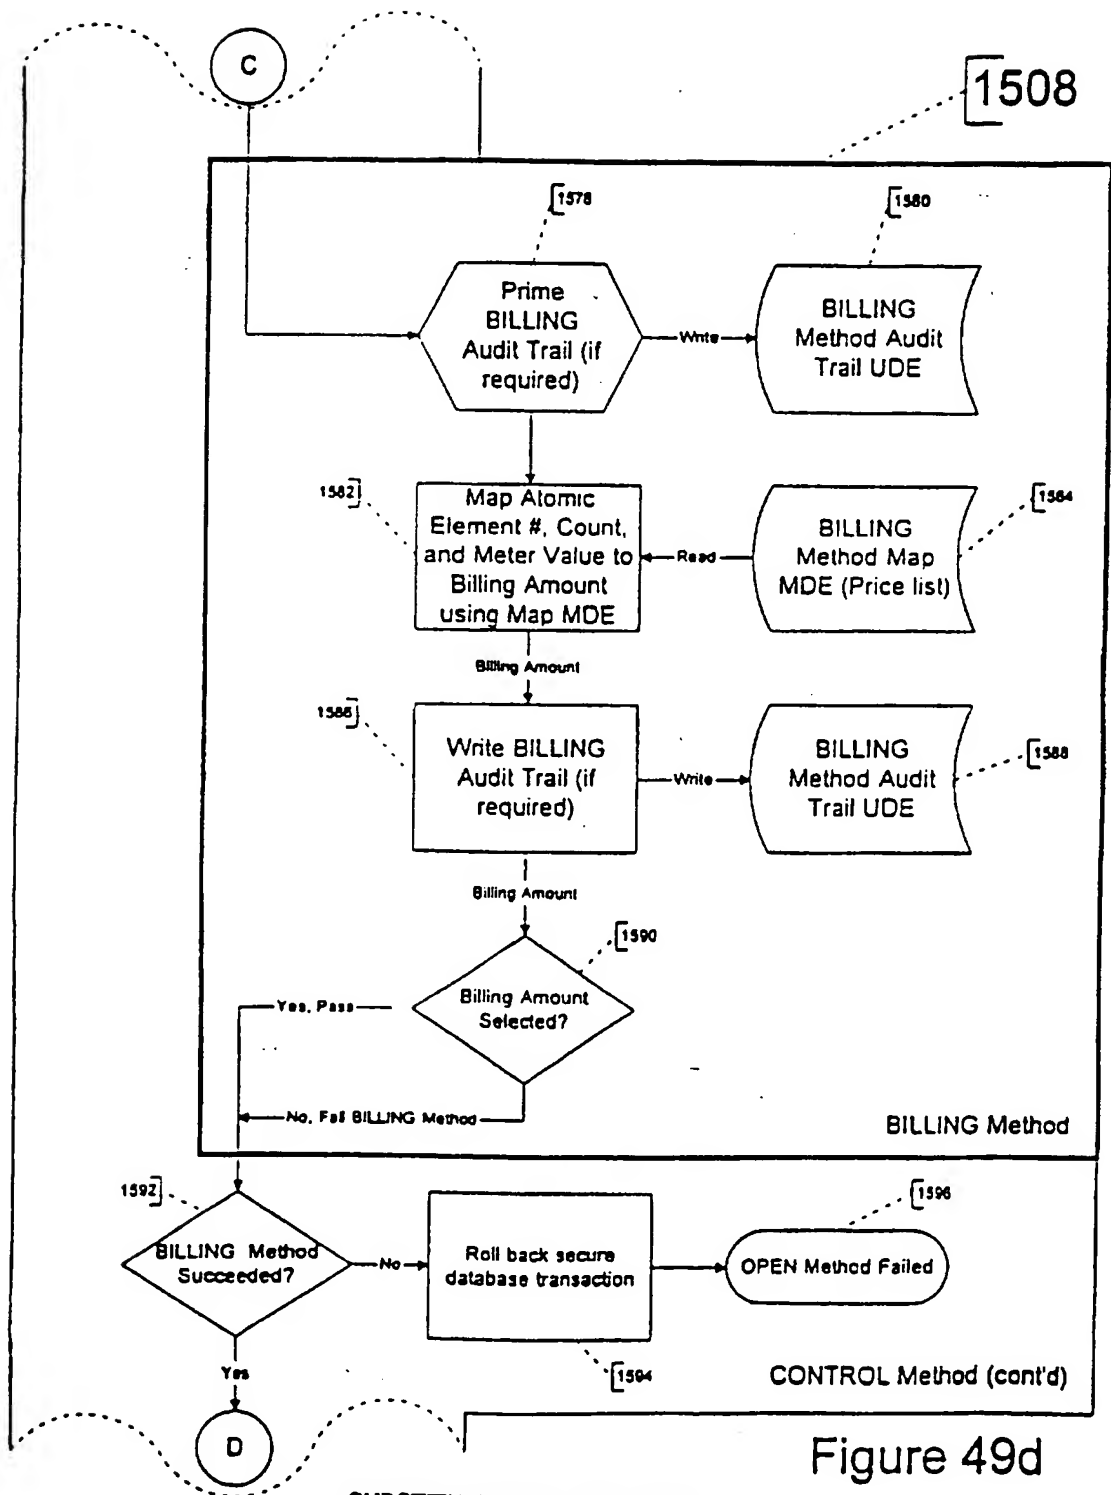 C
1508
1578
1580
Prime
BILLING
Audit Trail (if
required)
Write
BILLING
Method Audit
Trail UDE
1582
Map Atomic
Element #, Count,
and Meter Value to
Billing Amount
using Map MDE
Read
BILLING
Method Map
MDE (Price list)
1584
Billing Amount
1586
Write BILLING
Audit Trail (if
required)
Write
BILLING
Method Audit
Trail UDE
1588
Billing Amount
1590
Billing Amount
Selected?
Yes, Pass
No, Fail BILLING Method
BILLING Method
1592
BILLING Method
Succeeded?
No
Roll back secure
database transaction
1596
OPEN Method Failed
Yes
1594
CONTROL Method (cont'd)
D
Figure 49d